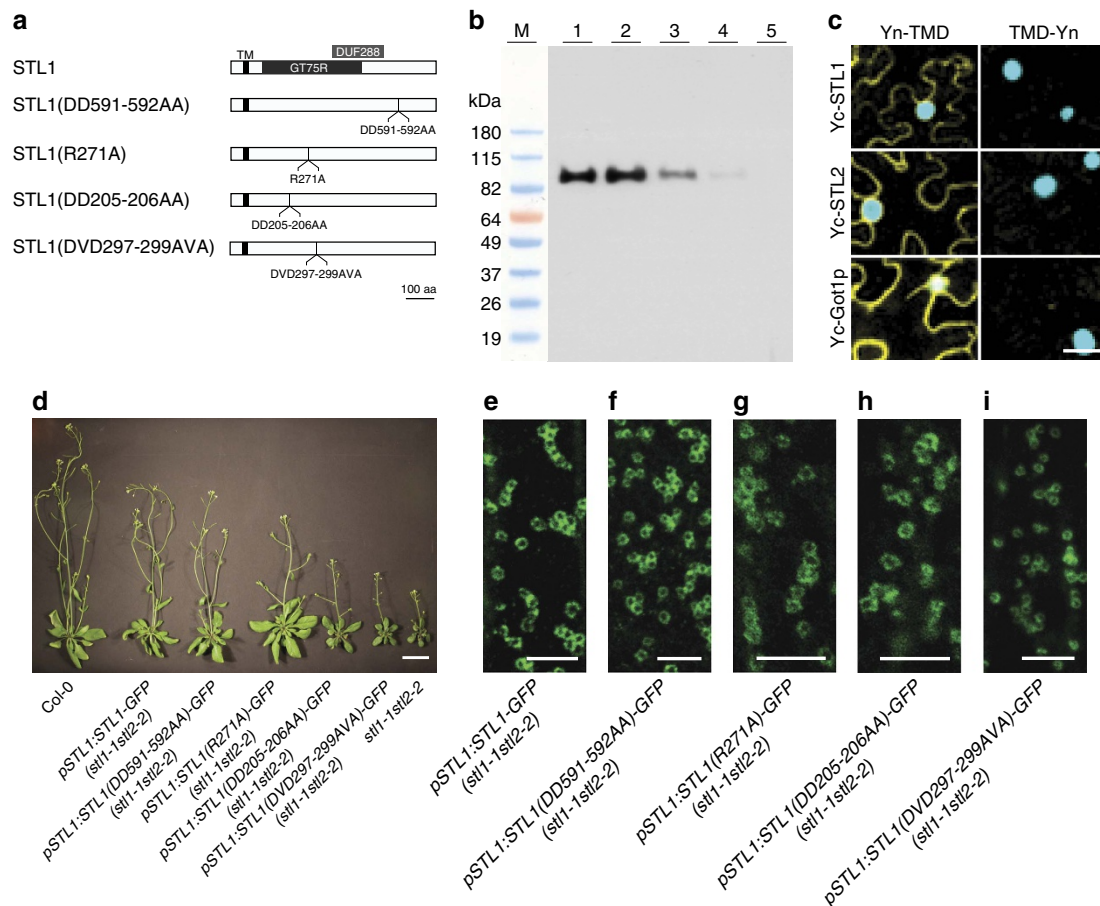 a
TM
DUF288
STL1
GT75R
STL1(DD591-592AA)
DD591-592AA
STL1(R271A)
R271A
STL1(DD205-206AA)
DD205-206AA
STL1(DVD297-299AVA)
DVD297-299AVA
100 aa
b
M 1 2 3 4 5
kDa
180
115
82
64
49
37
26
19
c
Yn-TMD TMD-Yn
Yc-STL1
Yc-STL2
Yc-Got1p
d
Col-0
pSTL1:STL1-GFP
(stl1-1stl2-2)
pSTL1:STL1(DD591-592AA)-GFP
(stl1-1stl2-2)
pSTL1:STL1(R271A)-GFP
(stl1-1stl2-2)
pSTL1:STL1(DD205-206AA)-GFP
(stl1-1stl2-2)
pSTL1:STL1(DVD297-299AVA)-GFP
(stl1-1stl2-2)
stl1-1stl2-2
e
pSTL1:STL1-GFP
(stl1-1stl2-2)
f
pSTL1:STL1(DD591-592AA)-GFP
(stl1-1stl2-2)
g
pSTL1:STL1(R271A)-GFP
(stl1-1stl2-2)
h
pSTL1:STL1(DD205-206AA)-GFP
(stl1-1stl2-2)
i
pSTL1:STL1(DVD297-299AVA)-GFP
(stl1-1stl2-2)